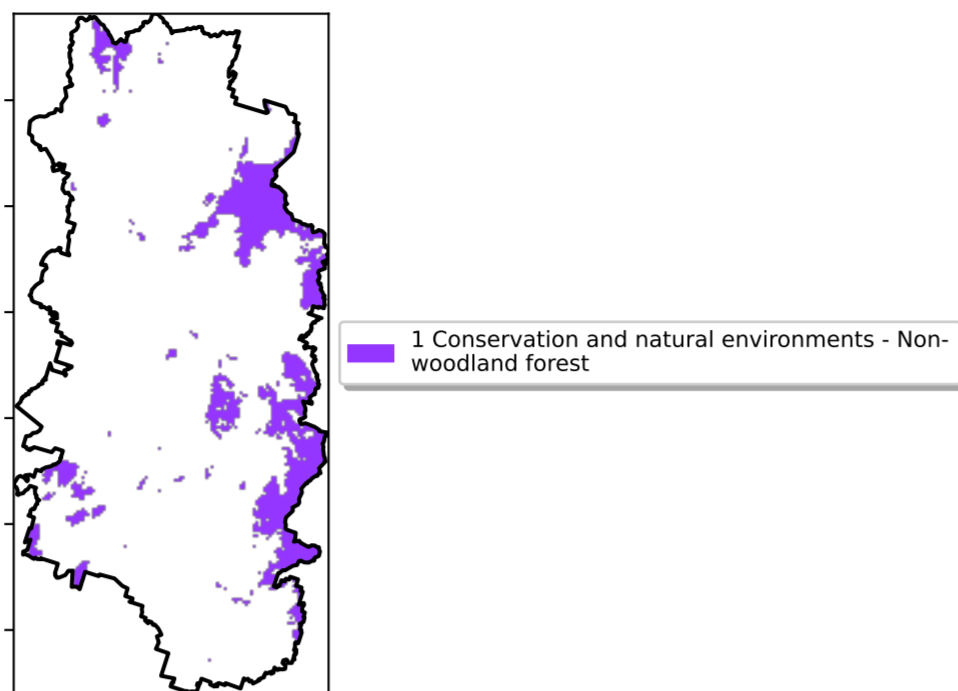 1 Conservation and natural environments - Non-
woodland forest